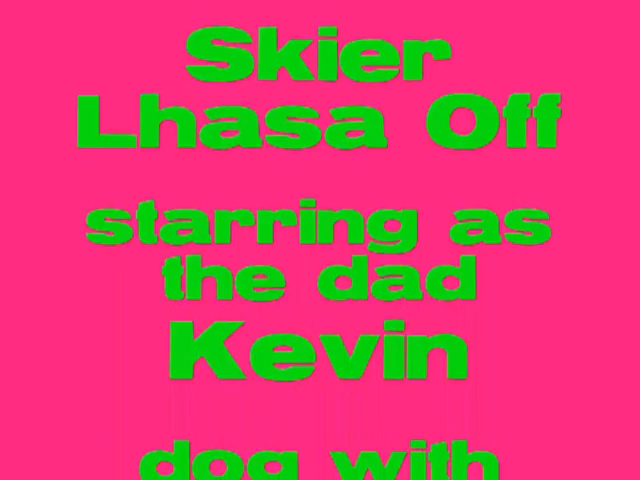 Skier
Lhasa Off
starring as
the dad
Kevin
dog with